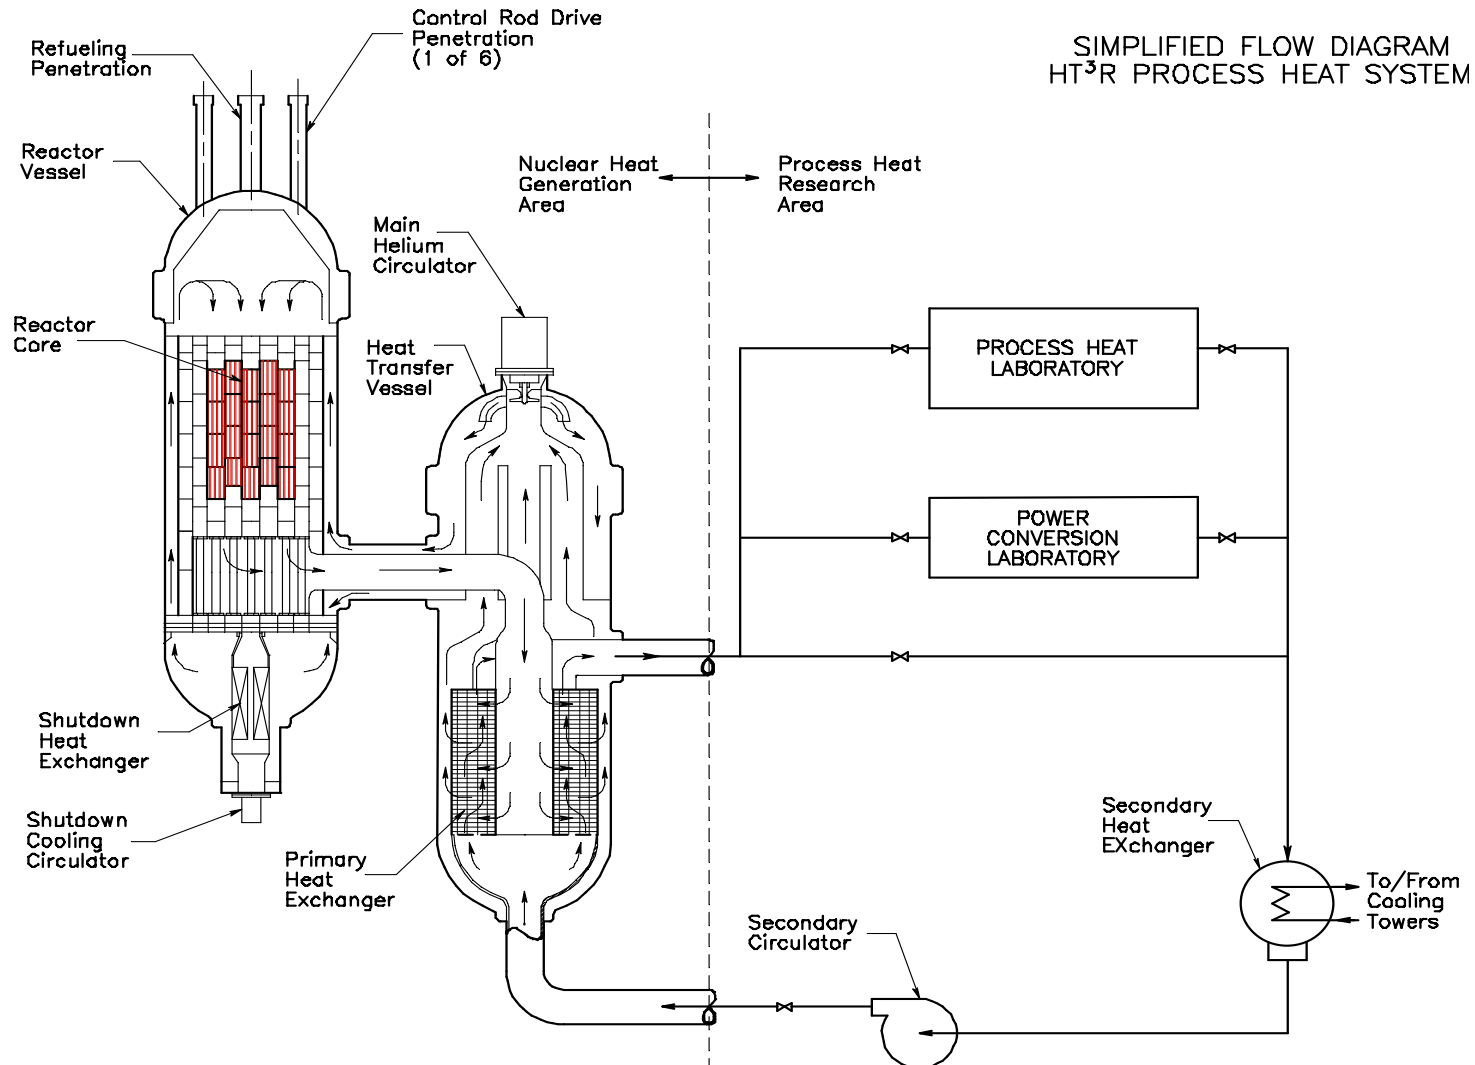 Control Rod Drive
Penetration
(1 of 6)
Refueling
Penetration
SIMPLIFIED FLOW DIAGRAM
HT³R PROCESS HEAT SYSTEM
Reactor
Vessel
Nuclear Heat
Generation
Area
Process Heat
Research
Area
Main
Helium
Circulator
Reactor
Core
Heat
Transfer
Vessel
PROCESS HEAT
LABORATORY
POWER
CONVERSION
LABORATORY
Shutdown
Heat
Exchanger
Shutdown
Cooling
Circulator
Primary
Heat
Exchanger
Secondary
Heat
EXchanger
To/From
Cooling
Towers
Secondary
Circulator